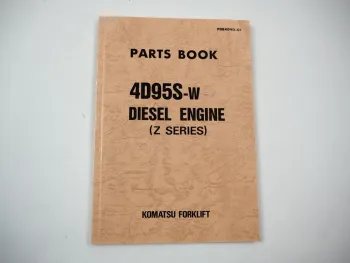 PARTS BOOK
4D95S-W
DIESEL ENGINE
(Z SERIES)
KOMATSU FORKLIFT